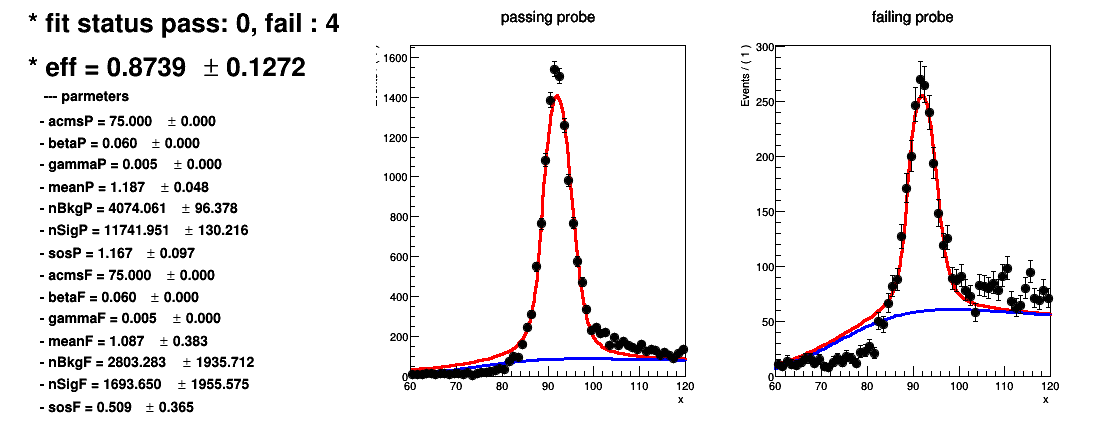 * fit status pass: 0, fail : 4
* eff = 0.8739 ± 0.1272
--- parmeters
- acmsP = 75.000 ± 0.000
- betaP = 0.060 ± 0.000
- gammaP = 0.005 ± 0.000
- meanP = 1.187 ± 0.048
- nBkgP = 4074.061 ± 96.378
- nSigP = 11741.951 ± 130.216
- sosP = 1.167 ± 0.097
- acmsF = 75.000 ± 0.000
- betaF = 0.060 ± 0.000
- gammaF = 0.005 ± 0.000
- meanF = 1.087 ± 0.383
- nBkgF = 2803.283 ± 1935.712
- nSigF = 1693.650 ± 1955.575
- sosF = 0.509 ± 0.365
passing probe
1600
1400
1200
1000
800
600
400
200
0
60 70 80 90 100 110 120
x
failing probe
Events / ( 1 )
300
250
200
150
100
50
0
60 70 80 90 100 110 120
x